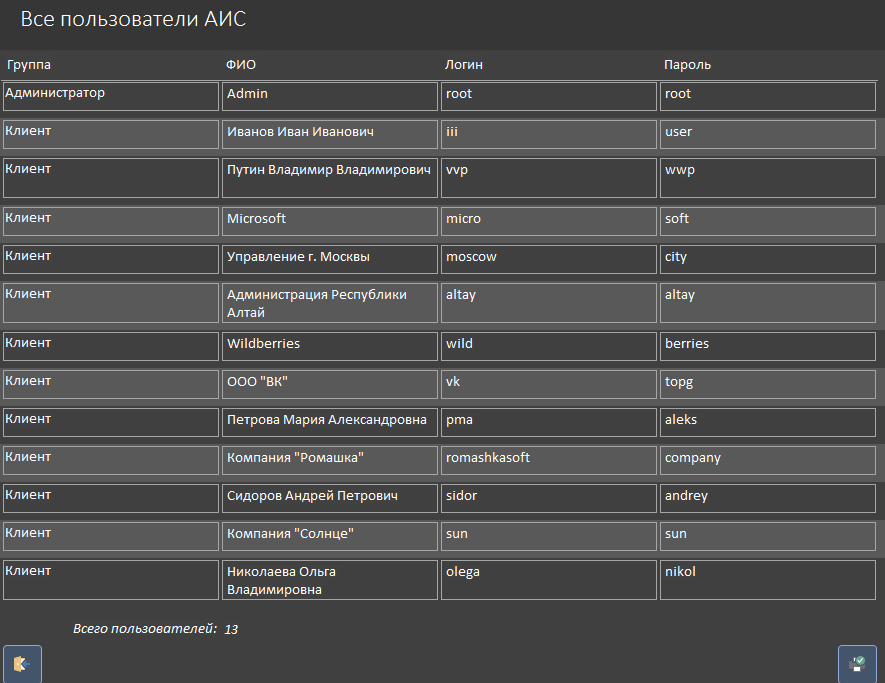 Все пользователи АИС
Группа ФИО Логин Пароль
Администратор Admin root root
Клиент Иванов Иван Иванович iii user
Клиент Путин Владимир Владимирович vvp wwp
Клиент Microsoft micro soft
Клиент Управление г. Москвы moscow city
Клиент Администрация Республики altay altay
Алтай
Клиент Wildberries wild berries
Клиент ООО "ВК" vk topg
Клиент Петрова Мария Александровна pma aleks
Клиент Компания "Ромашка" romashkasoft company
Клиент Сидоров Андрей Петрович sidor andrey
Клиент Компания "Солнце" sun sun
Клиент Николаева Ольга olega nikol
Владимировна
Всего пользователей: 13